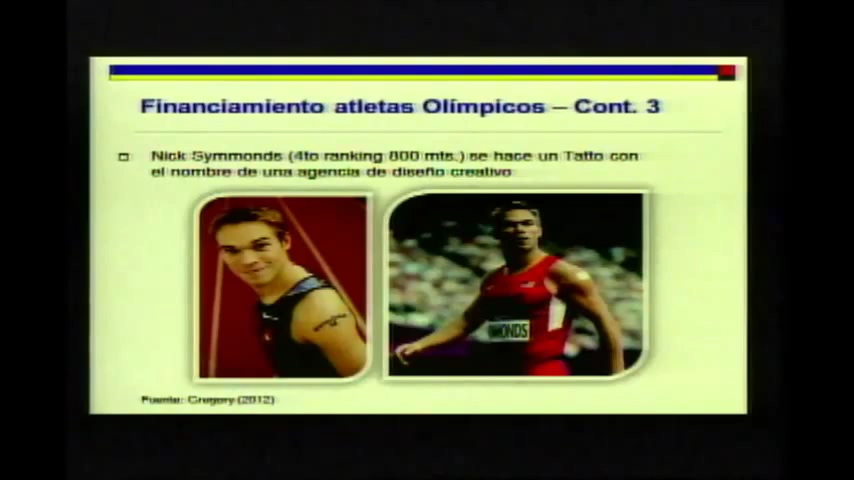 Financiamiento atletas Olímpicos – Cont. 3
Nick Symmonds (4to ranking 800 mts.) se hace un Tatto con
el nombre de una agencia de diseño creativo
MONDS
Fuente: Gregory (2012)